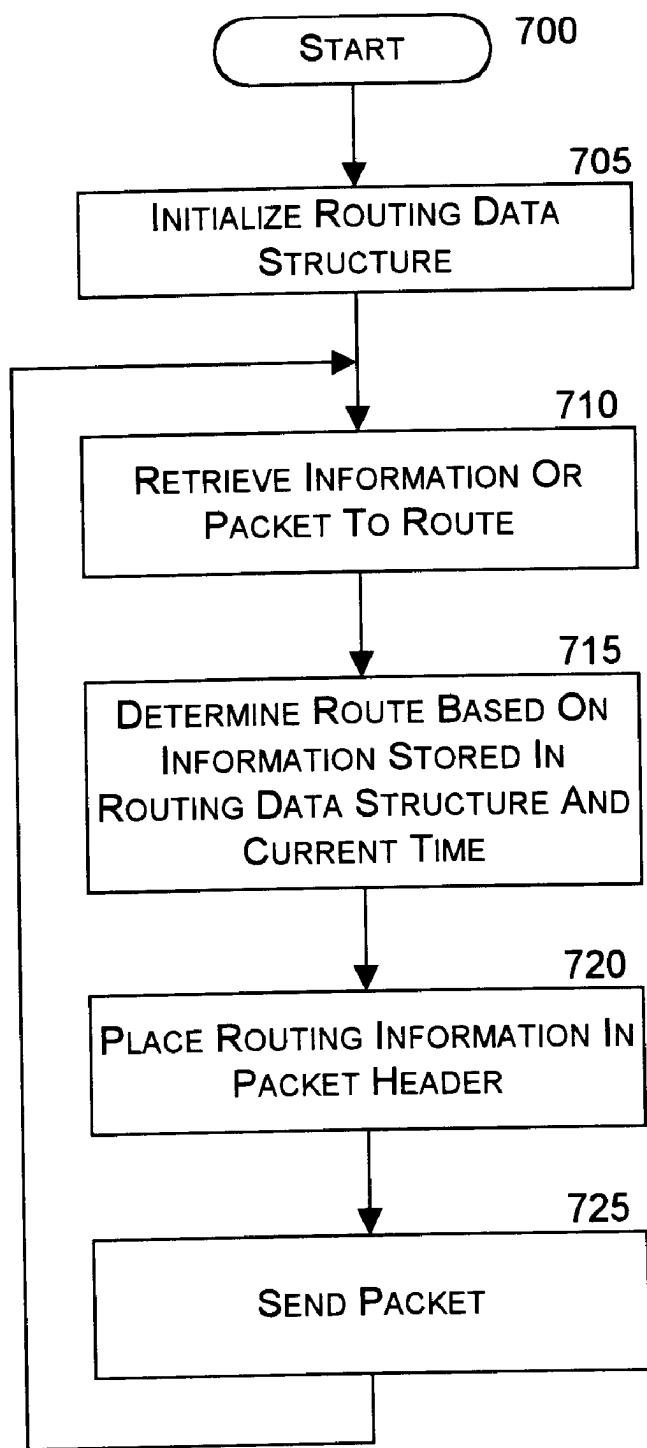 START
700
705
INITIALIZE ROUTING DATA
STRUCTURE
710
RETRIEVE INFORMATION OR
PACKET TO ROUTE
715
DETERMINE ROUTE BASED ON
INFORMATION STORED IN
ROUTING DATA STRUCTURE AND
CURRENT TIME
720
PLACE ROUTING INFORMATION IN
PACKET HEADER
725
SEND PACKET